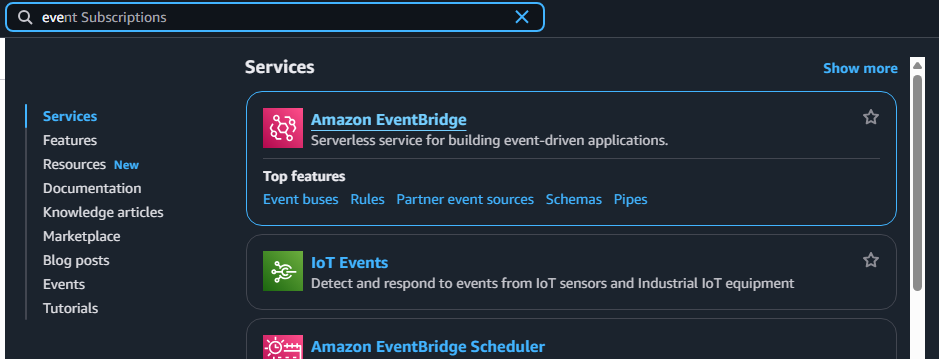 event Subscriptions
Services
Show more
Services
Features
Resources New
Documentation
Knowledge articles
Marketplace
Blog posts
Events
Tutorials
Amazon EventBridge
Serverless service for building event-driven applications.
Top features
Event buses Rules Partner event sources Schemas Pipes
IoT Events
Detect and respond to events from IoT sensors and Industrial IoT equipment
Amazon EventBridge Scheduler